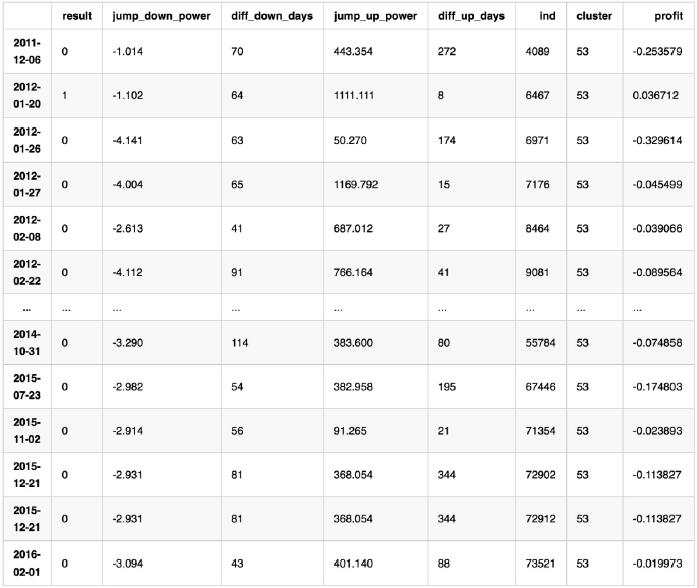 result jump_down_power diff_down_days jump_up_power diff_up_days ind cluster profit
2011-12-06 0 -1.014 70 443.354 272 4089 53 -0.253579
2012-01-20 1 -1.102 64 1111.111 8 6467 53 0.036712
2012-01-26 0 -4.141 63 50.270 174 6971 53 -0.329614
2012-01-27 0 -4.004 65 1169.792 15 7176 53 -0.045499
2012-02-08 0 -2.613 41 687.012 27 8464 53 -0.039066
2012-02-22 0 -4.112 91 766.164 41 9081 53 -0.089564
... ... ... ... ... ... ... ... ...
2014-10-31 0 -3.290 114 383.600 80 55784 53 -0.074858
2015-07-23 0 -2.982 54 382.958 195 67446 53 -0.174803
2015-11-02 0 -2.914 56 91.265 21 71354 53 -0.023893
2015-12-21 0 -2.931 81 368.054 344 72902 53 -0.113827
2015-12-21 0 -2.931 81 368.054 344 72912 53 -0.113827
2016-02-01 0 -3.094 43 401.140 88 73521 53 -0.019973